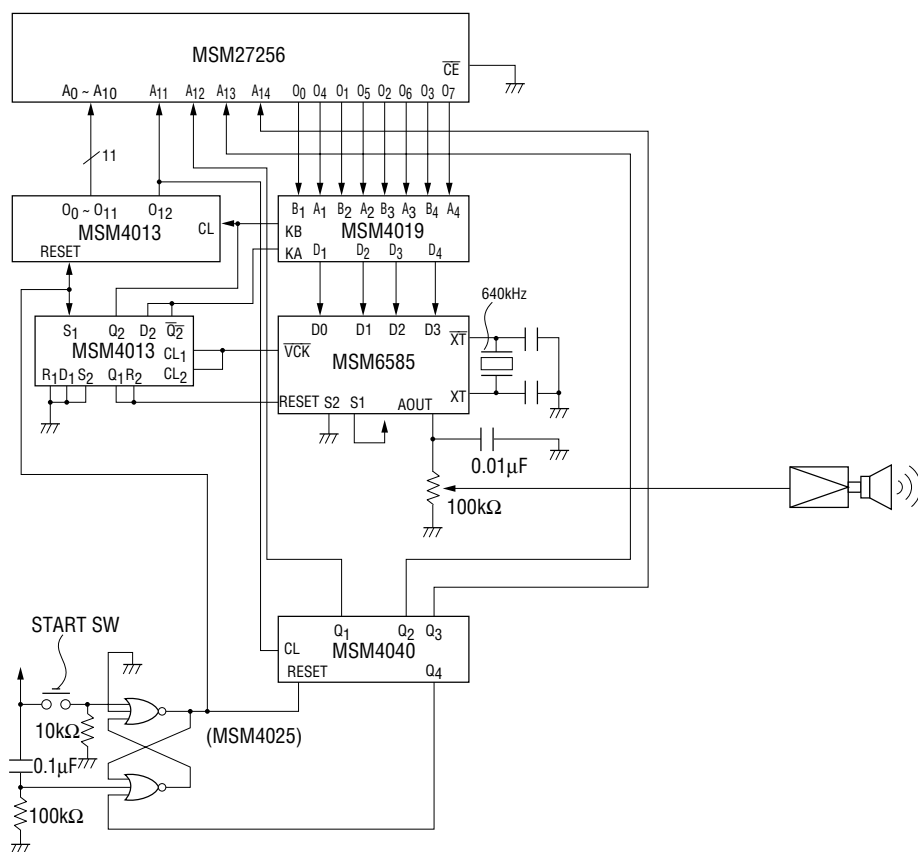 MSM27256
CE
A0 ~ A10 A11 A12 A13 A14 O0 O4 O1 O5 O2 O6 O3 O7
11
O0 ~ O11 O12
CL
MSM4013
RESET
B1 A1 B2 A2 B3 A3 B4 A4
KB
MSM4019
KA D1 D2 D3 D4
640kHz
S1 Q2 D2 Q2
MSM4013
CL1
CL2
R1 D1 S2 Q1 R2
D0 D1 D2 D3
XT
VCK
MSM6585
XT
RESET S2 S1 AOUT
0.01μF
100kΩ
START SW
Q1 Q2 Q3
CL
MSM4040
RESET Q4
10kΩ
(MSM4025)
0.1μF
100kΩ